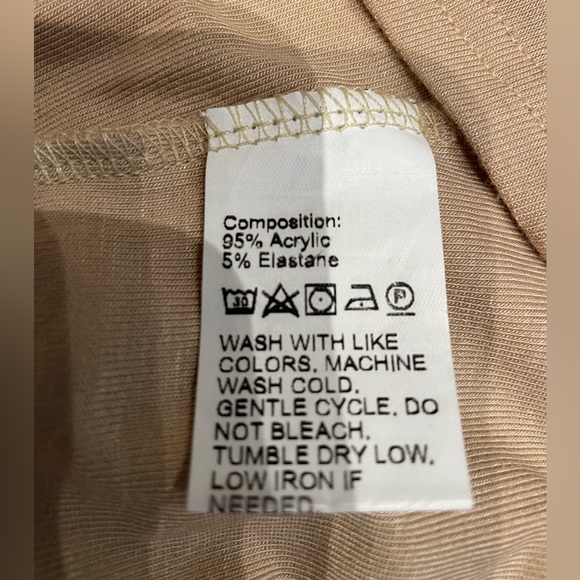 Composition:
95% Acrylic
5% Elastane
30 P
WASH WITH LIKE
COLORS, MACHINE
WASH COLD,
GENTLE CYCLE, DO
NOT BLEACH,
TUMBLE DRY LOW,
LOW IRON IF
NEEDED